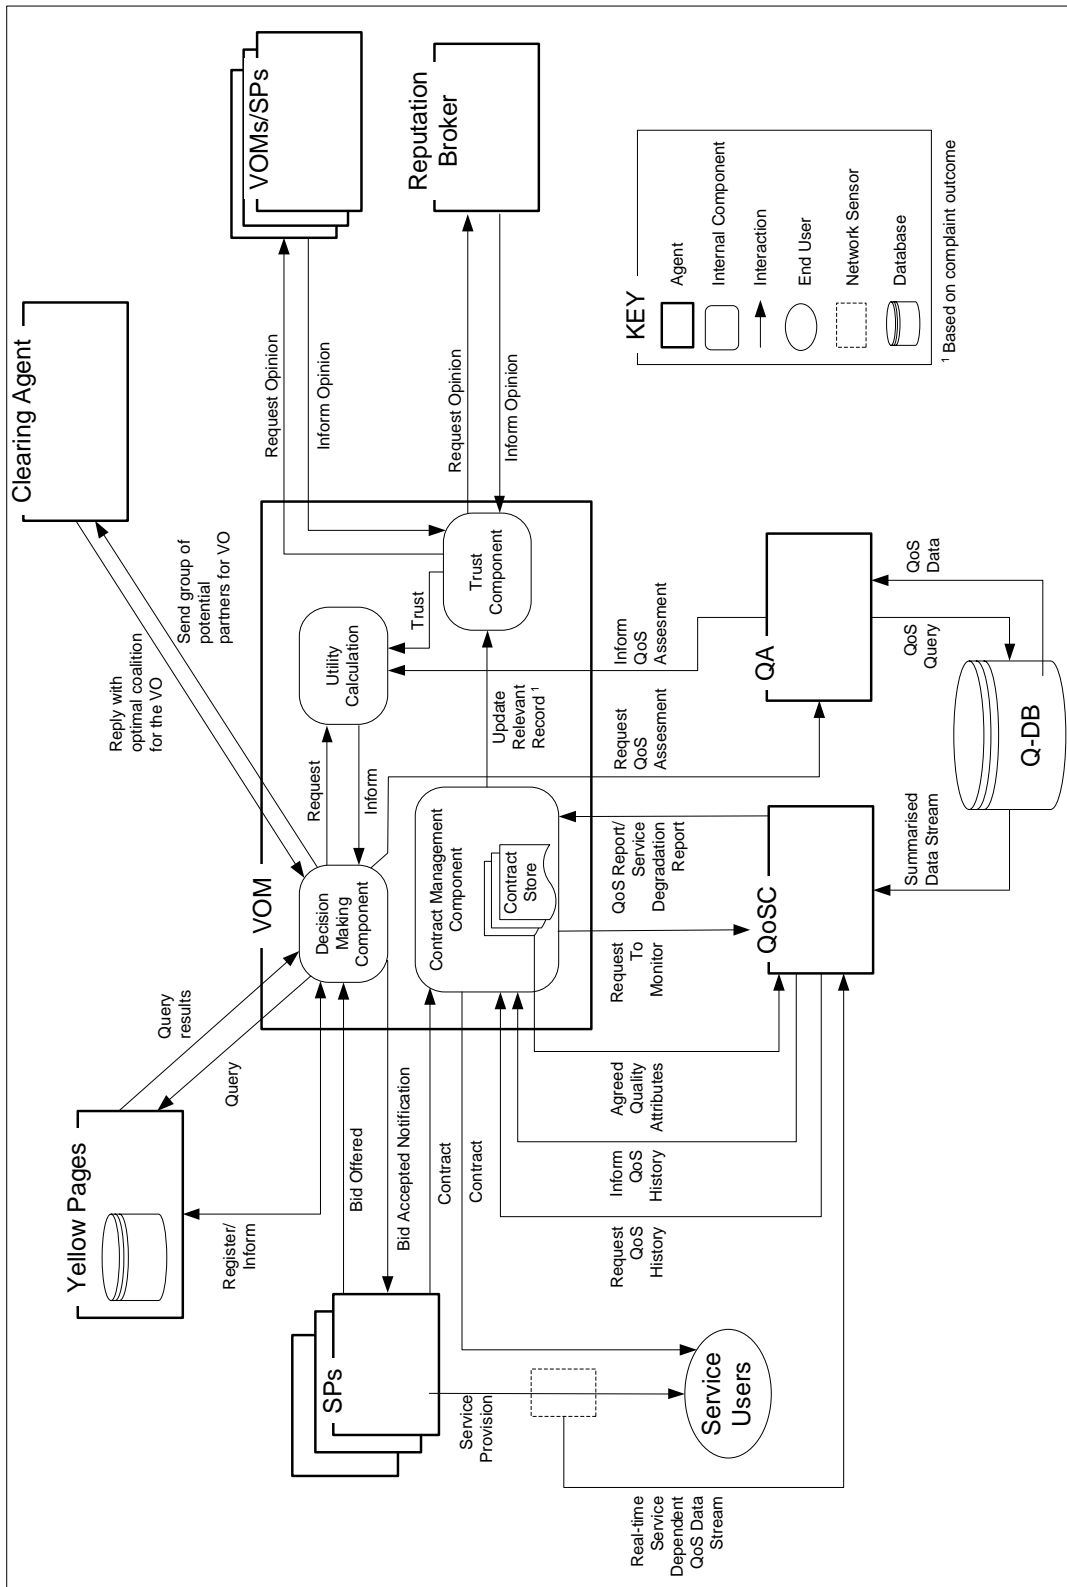 Yellow Pages
Query
results
Query
Register/
Inform
Clearing Agent
Reply with
optimal coalition
for the VO
Send group of
potential
partners for VO
VOMs/SPs
Request Opinion
Inform Opinion
Reputation
Broker
Request Opinion
Inform Opinion
VOM
Decision
Making
Component
Request
Inform
Utility
Calculation
Trust
Trust
Component
Update
Relevant
Record ¹
Contract Management
Component
Contract
Store
SPs
Bid Offered
Bid Accepted Notification
Contract
Contract
Service
Provision
Service
Users
Real-time
Service
Dependent
QoS Data
Stream
Request
QoS
History
Inform
QoS
History
Agreed
Quality
Attributes
Request
To
Monitor
QoS Report/
Service
Degradation
Report
QoSC
Request
QoS
Assesment
Inform
QoS
Assesment
QA
QoS
Query
QoS
Data
Summarised
Data Stream
Q-DB
KEY
Agent
Internal Component
Interaction
End User
Network Sensor
Database
¹ Based on complaint outcome